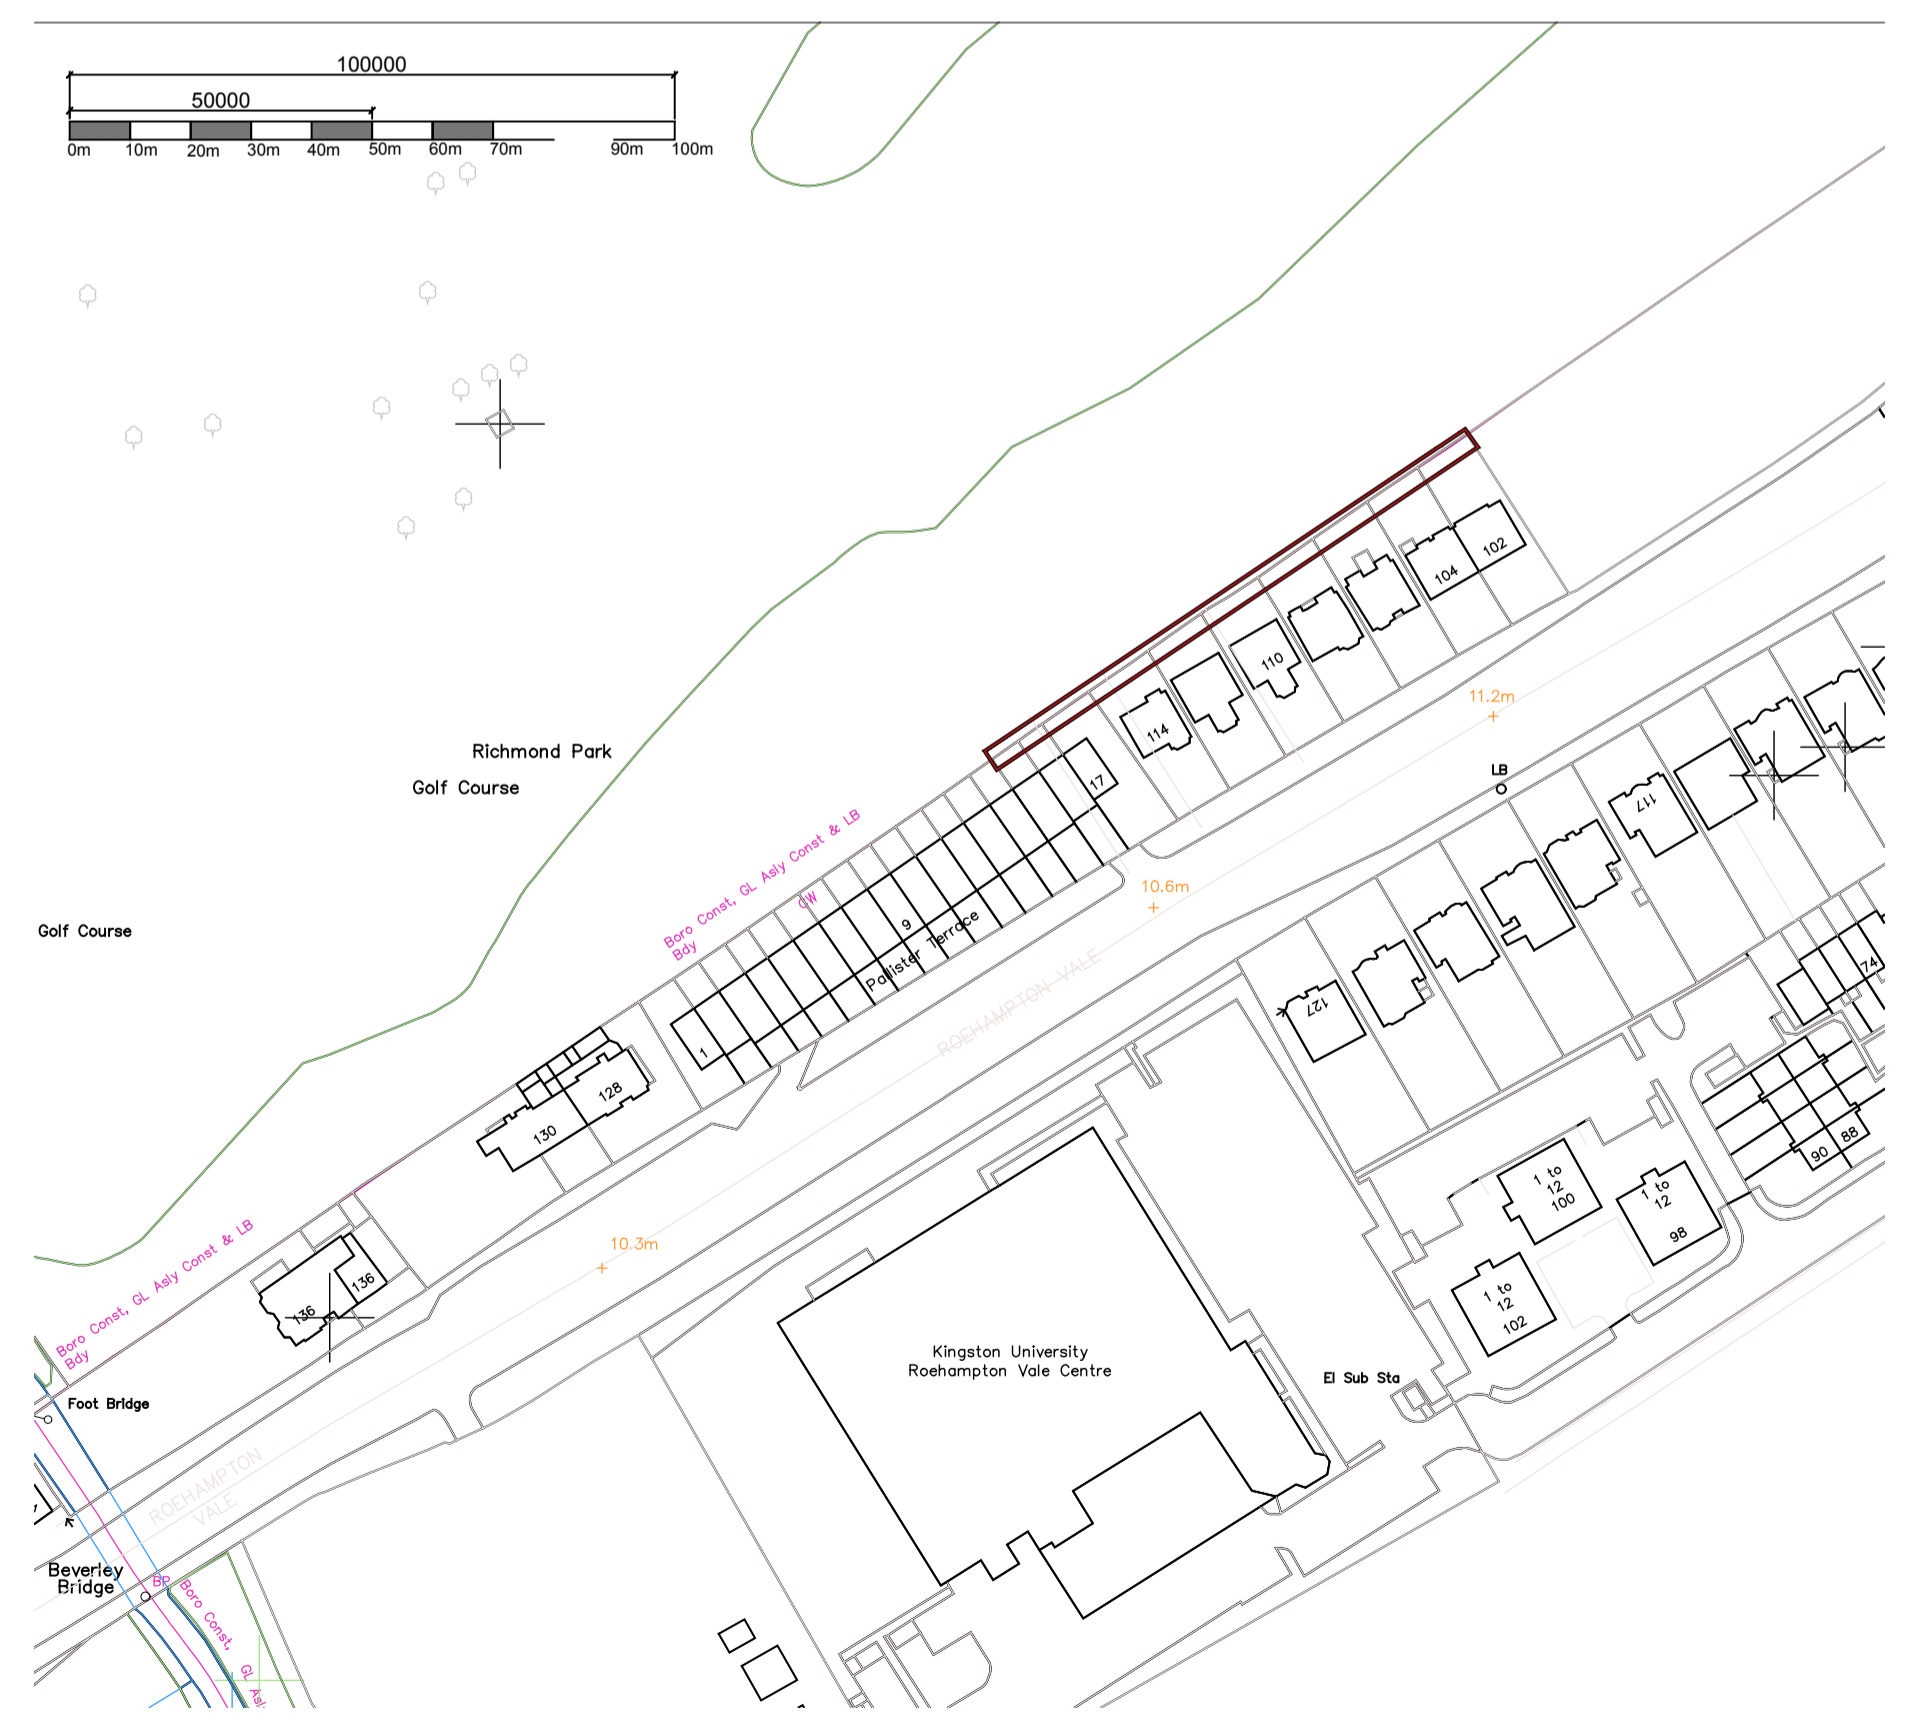 100000
50000
0m 10m 20m 30m 40m 50m 60m 70m 90m 100m
102
104
110
114
17
11.2m
LB
117
Richmond Park
Golf Course
Boro Const, GL Asly Const & LB
Bdy
CW
9
Pallister Terrace
10.6m
ROEHAMPTON VALE
Golf Course
127
74
1
128
130
88
90
1 to
12
100
1 to
12
98
1 to
12
102
10.3m
136
136
Boro Const, GL Asly Const & LB
Bdy
Kingston University
Roehampton Vale Centre
El Sub Sta
Foot Bridge
ROEHAMPTON
VALE
Beverley
Bridge
BP
Boro Const,
GL Asl